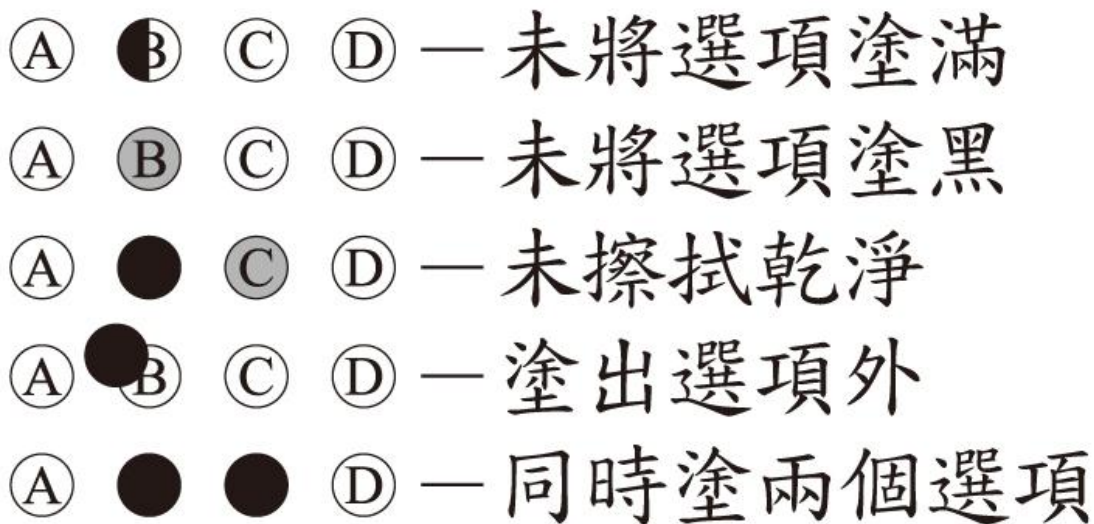 A B C D — 未將選項塗滿
A B C D — 未將選項塗黑
A C D — 未擦拭乾淨
A B C D — 塗出選項外
A D — 同時塗兩個選項